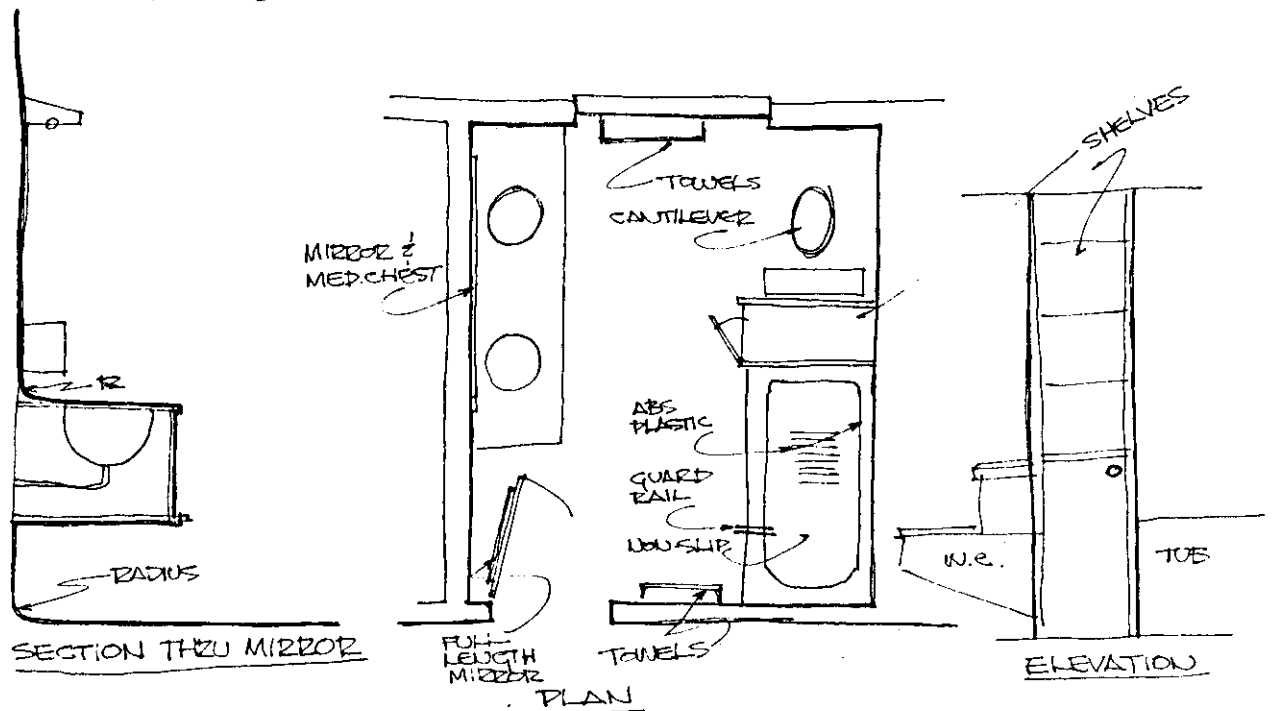 R
RADIUS
SECTION THRU MIRROR
MIRROR &
MED. CHEST
TOWELS
CANTILEVER
ABS
PLASTIC
GUARD
RAIL
NON SLIP
FULL
LENGTH
MIRROR
TOWELS
PLAN
SHELVES
W.C.
TUB
ELEVATION